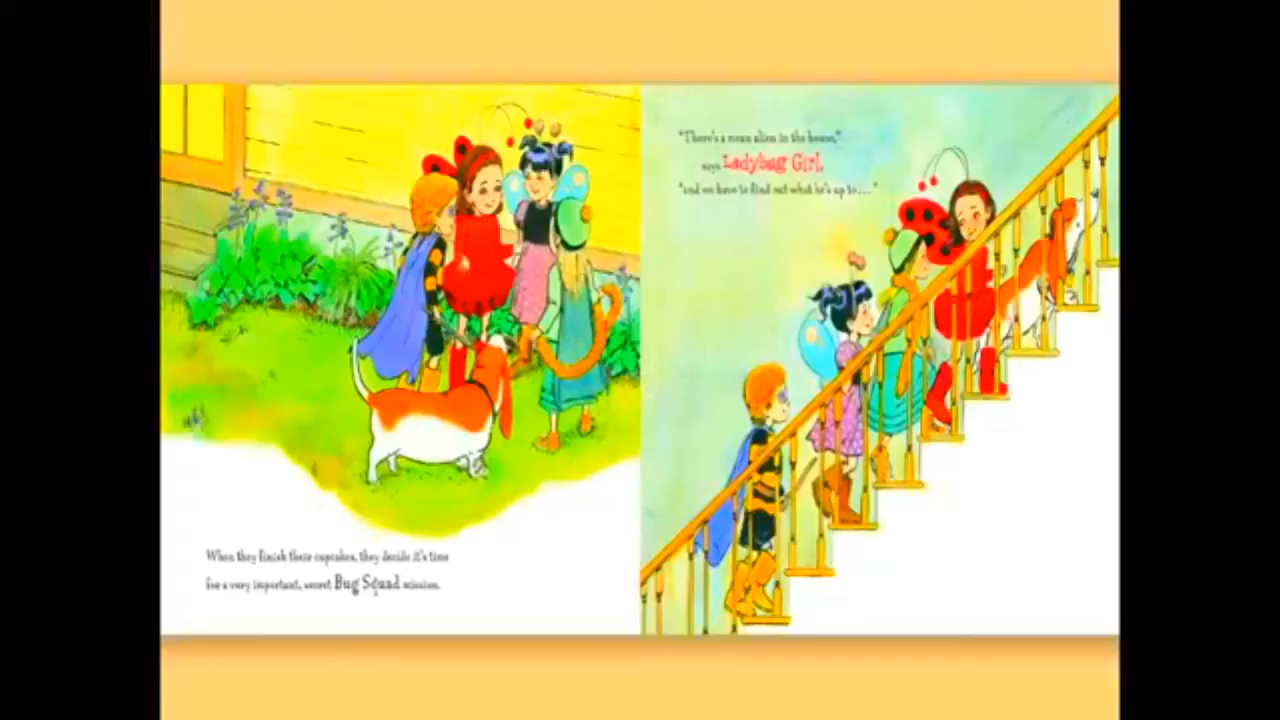 When they finish their cupcakes, they decide it's time
for a very important, secret Bug Squad mission.
"There's a mean alien in the house,"
says Ladybug Girl,
"and we have to find out what he's up to...."